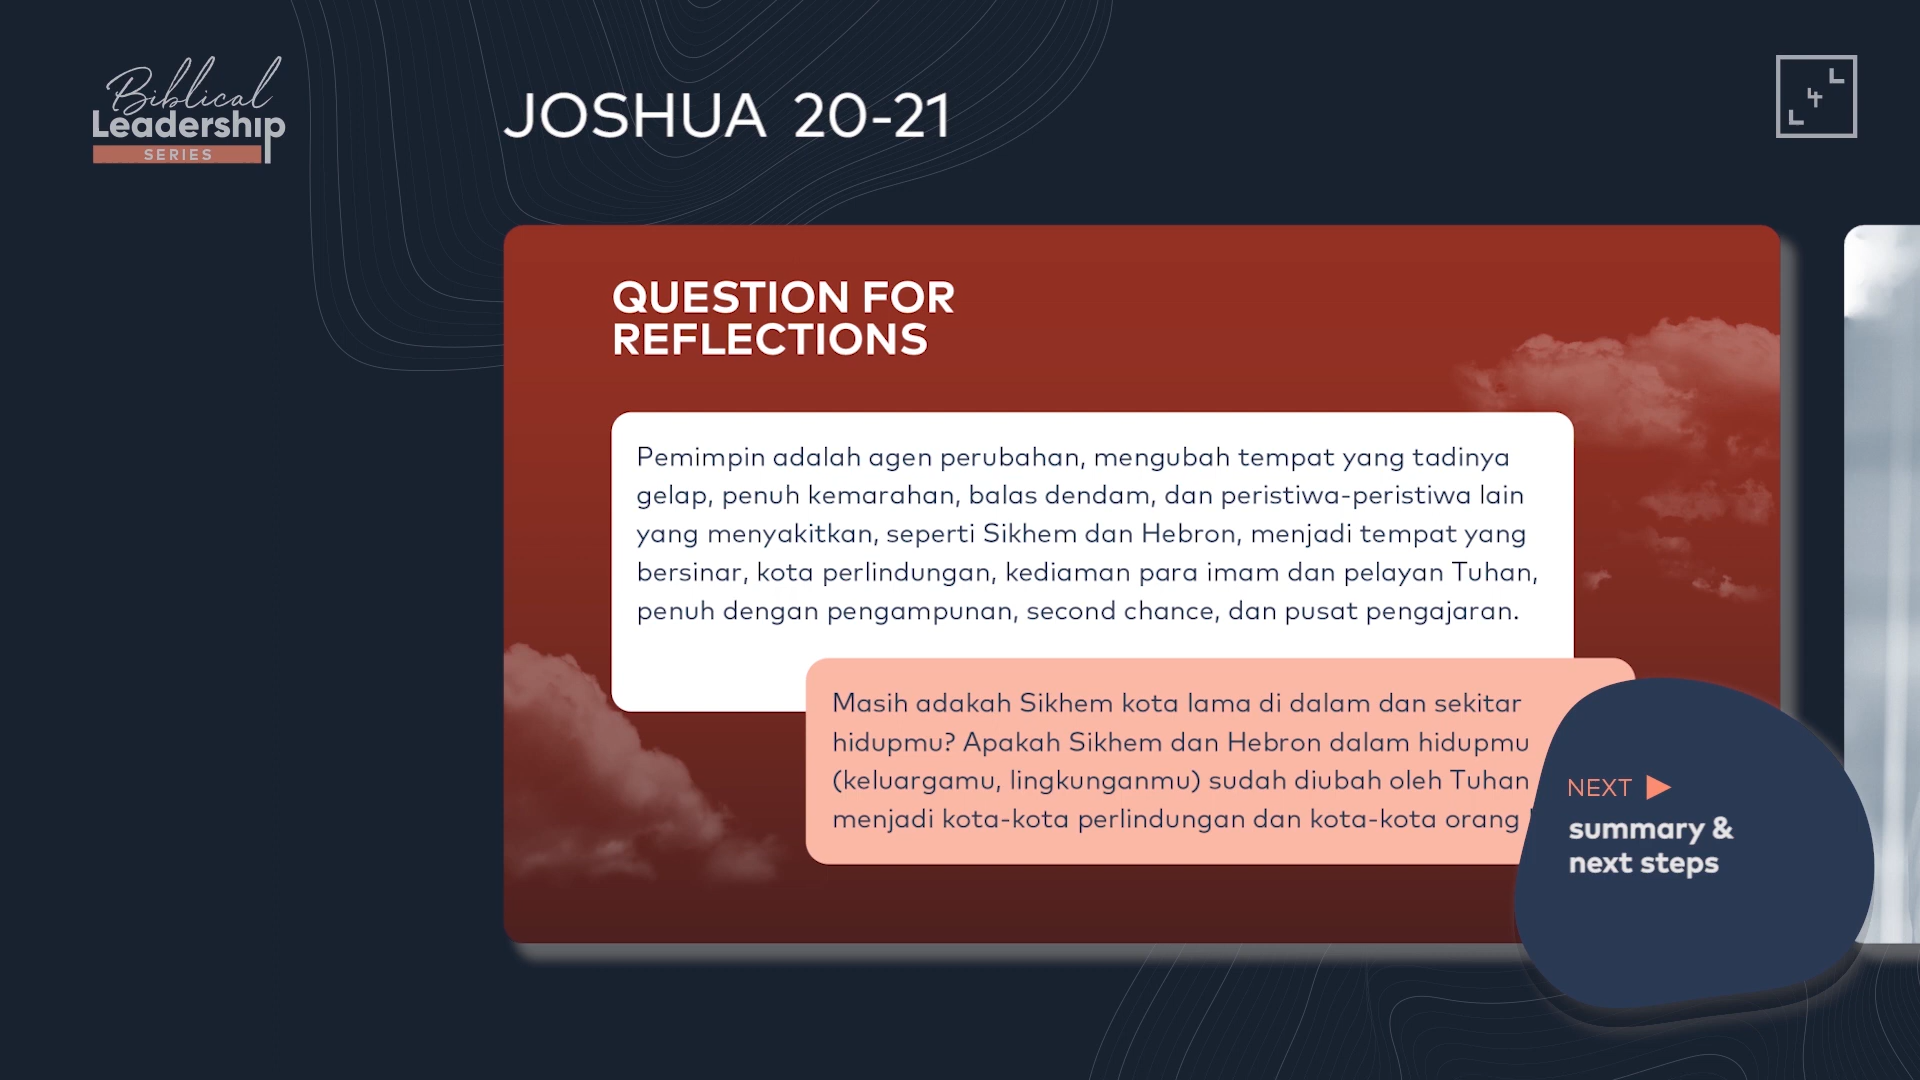 Biblical
Leadership
SERIES
JOSHUA 20-21
QUESTION FOR
REFLECTIONS
Pemimpin adalah agen perubahan, mengubah tempat yang tadinya
gelap, penuh kemarahan, balas dendam, dan peristiwa-peristiwa lain
yang menyakitkan, seperti Sikhem dan Hebron, menjadi tempat yang
bersinar, kota perlindungan, kediaman para imam dan pelayan Tuhan,
penuh dengan pengampunan, second chance, dan pusat pengajaran.
Masih adakah Sikhem kota lama di dalam dan sekitar
hidupmu? Apakah Sikhem dan Hebron dalam hidupmu
(keluargamu, lingkunganmu) sudah diubah oleh Tuhan
menjadi kota-kota perlindungan dan kota-kota orang
NEXT
summary &
next steps